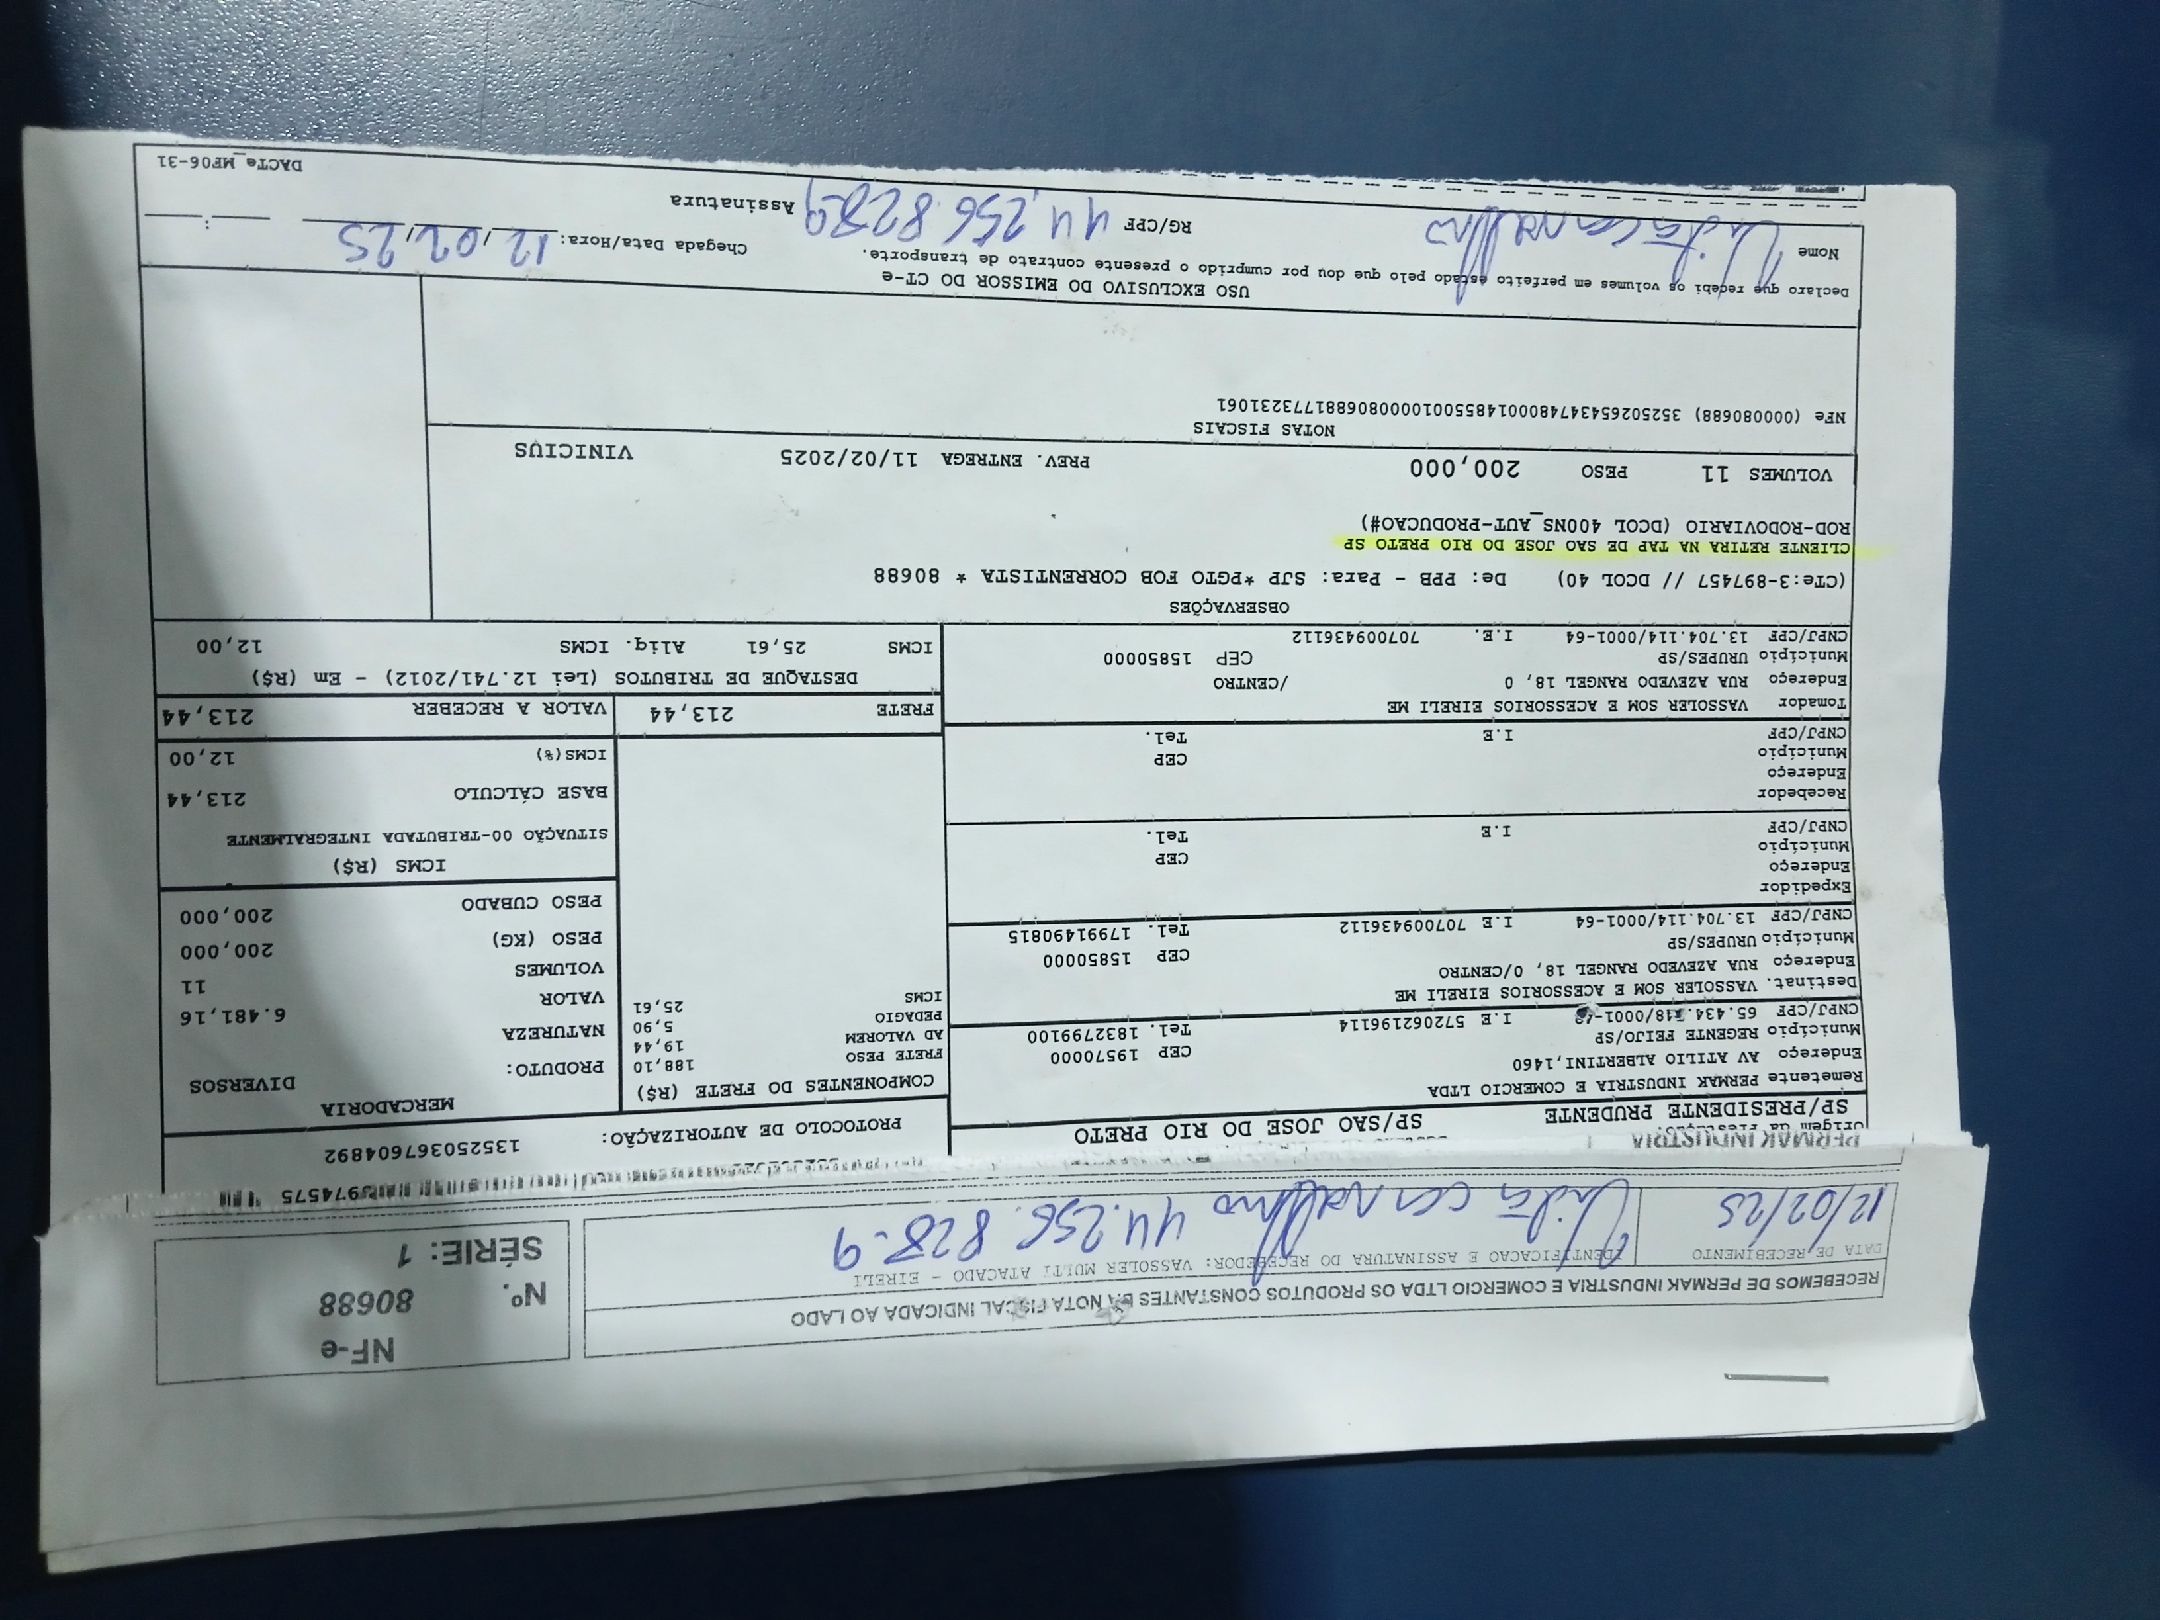 RECEBEMOS DE PERMAK INDUSTRIA E COMERCIO LTDA OS PRODUTOS CONSTANTES DA NOTA FISCAL INDICADA AO LADO
DATA DE RECEBIMENTO
IDENTIFICACAO E ASSINATURA DO RECEBEDOR: VASSOLER MULTI ATACADO - EIRELI
12/02/25
44.256.828-9
NF-e
Nº. 80688
SÉRIE: 1
PERMAK INDUSTRIA
974575
Origem da
SP/PRESIDENTE PRUDENTE SP/SAO JOSE DO RIO PRETO
PROTOCOLO DE AUTORIZAÇÃO: 135250367604892
Remetente PERMAK INDUSTRIA E COMERCIO LTDA
Endereço AV ATILIO ALBERTINI,1460 CEP 19570000
Município REGENTE FEIJO/SP Tel. 1832799100
CNPJ/CPF 65.434. /0001- I.E 572062196114
Destinat. VASSOLER SOM E ACESSORIOS EIRELI ME
Endereço RUA AZEVEDO RANGEL 18, 0/CENTRO CEP 15850000
Município URUPES/SP Tel. 17991490815
CNPJ/CPF 13.704.114/0001-64 I.E 707009436112
Expedidor
Endereço CEP
Município Tel.
CNPJ/CPF I.E
Recebedor
Endereço CEP
Município Tel.
CNPJ/CPF I.E
Tomador VASSOLER SOM E ACESSORIOS EIRELI ME
Endereço RUA AZEVEDO RANGEL 18, 0 /CENTRO
Município URUPES/SP CEP 15850000
CNPJ/CPF 13.704.114/0001-64 I.E. 707009436112
COMPONENTES DO FRETE (R$)
FRETE PESO 188,10
AD VALOREM 19,44
PEDAGIO 5,90
ICMS 25,61
MERCADORIA
PRODUTO: DIVERSOS
NATUREZA
VALOR 6.481,16
VOLUMES 11
PESO (KG) 200,000
PESO CUBADO 200,000
ICMS (R$)
SITUAÇÃO 00-TRIBUTADA INTEGRALMENTE
BASE CÁLCULO 213,44
ICMS(%) 12,00
FRETE 213,44
VALOR A RECEBER 213,44
DESTAQUE DE TRIBUTOS (Lei 12.741/2012) - Em (R$)
ICMS 25,61 Aliq. ICMS 12,00
OBSERVAÇÕES
(CTe:3-897457 // DCOL 40) De: PPB - Para: SJP *PGTO FOB CORRENTISTA * 80688
CLIENTE RETIRA NA TAP DE SAO JOSE DO RIO PRETO SP
ROD-RODOVIARIO (DCOL 400NS_AUT-PRODUCAO#)
VOLUMES 11 PESO 200,000 PREV. ENTREGA 11/02/2025 VINICIUS
NOTAS FISCAIS
NFe (000080688) 35250265434748000148550010000806881773231061
USO EXCLUSIVO DO EMISSOR DO CT-e
Declaro que recebi os volumes em perfeito estado pelo que dou por cumprido o presente contrato de transporte.
Chegada Data/Hora: 12/02/25
Nome RG/CPF 44.256.828-9 Assinatura
DACTe_MF06-31